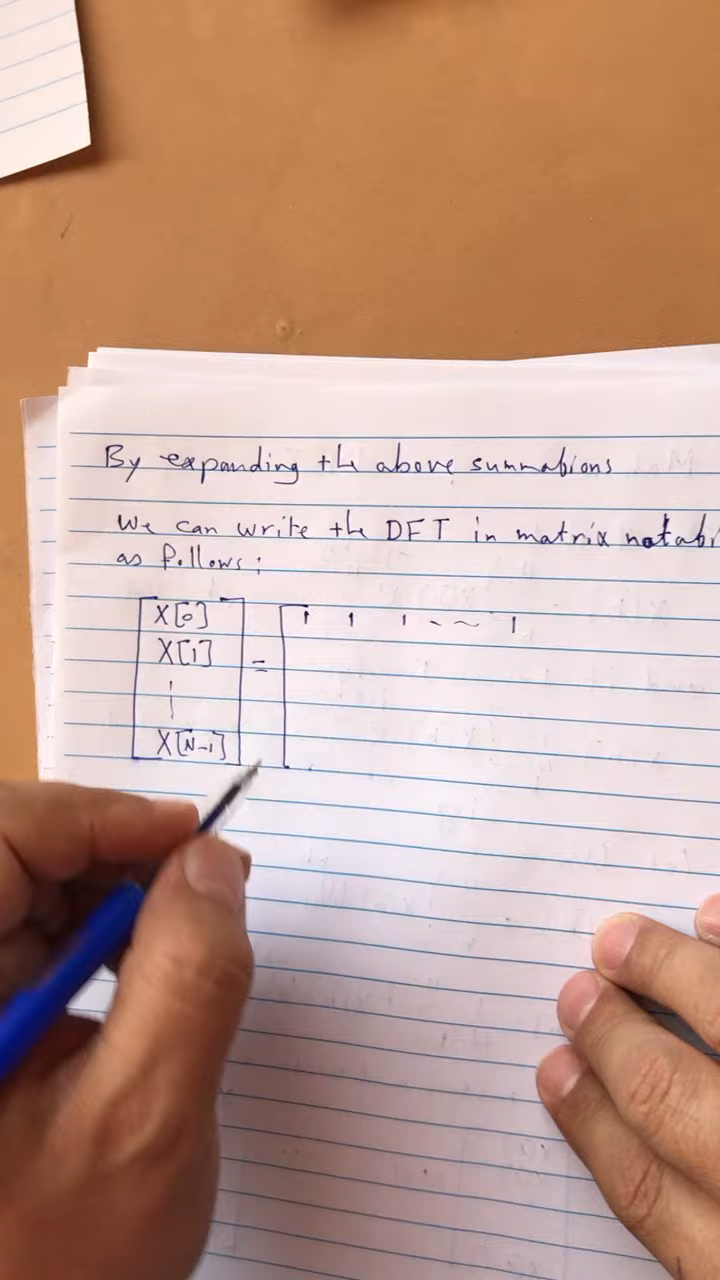 By expanding the above summations
We can write the DFT in matrix notati
as follows:
X[0]
X[1]
X[N-1]
=
1 1 1 - ~ 1